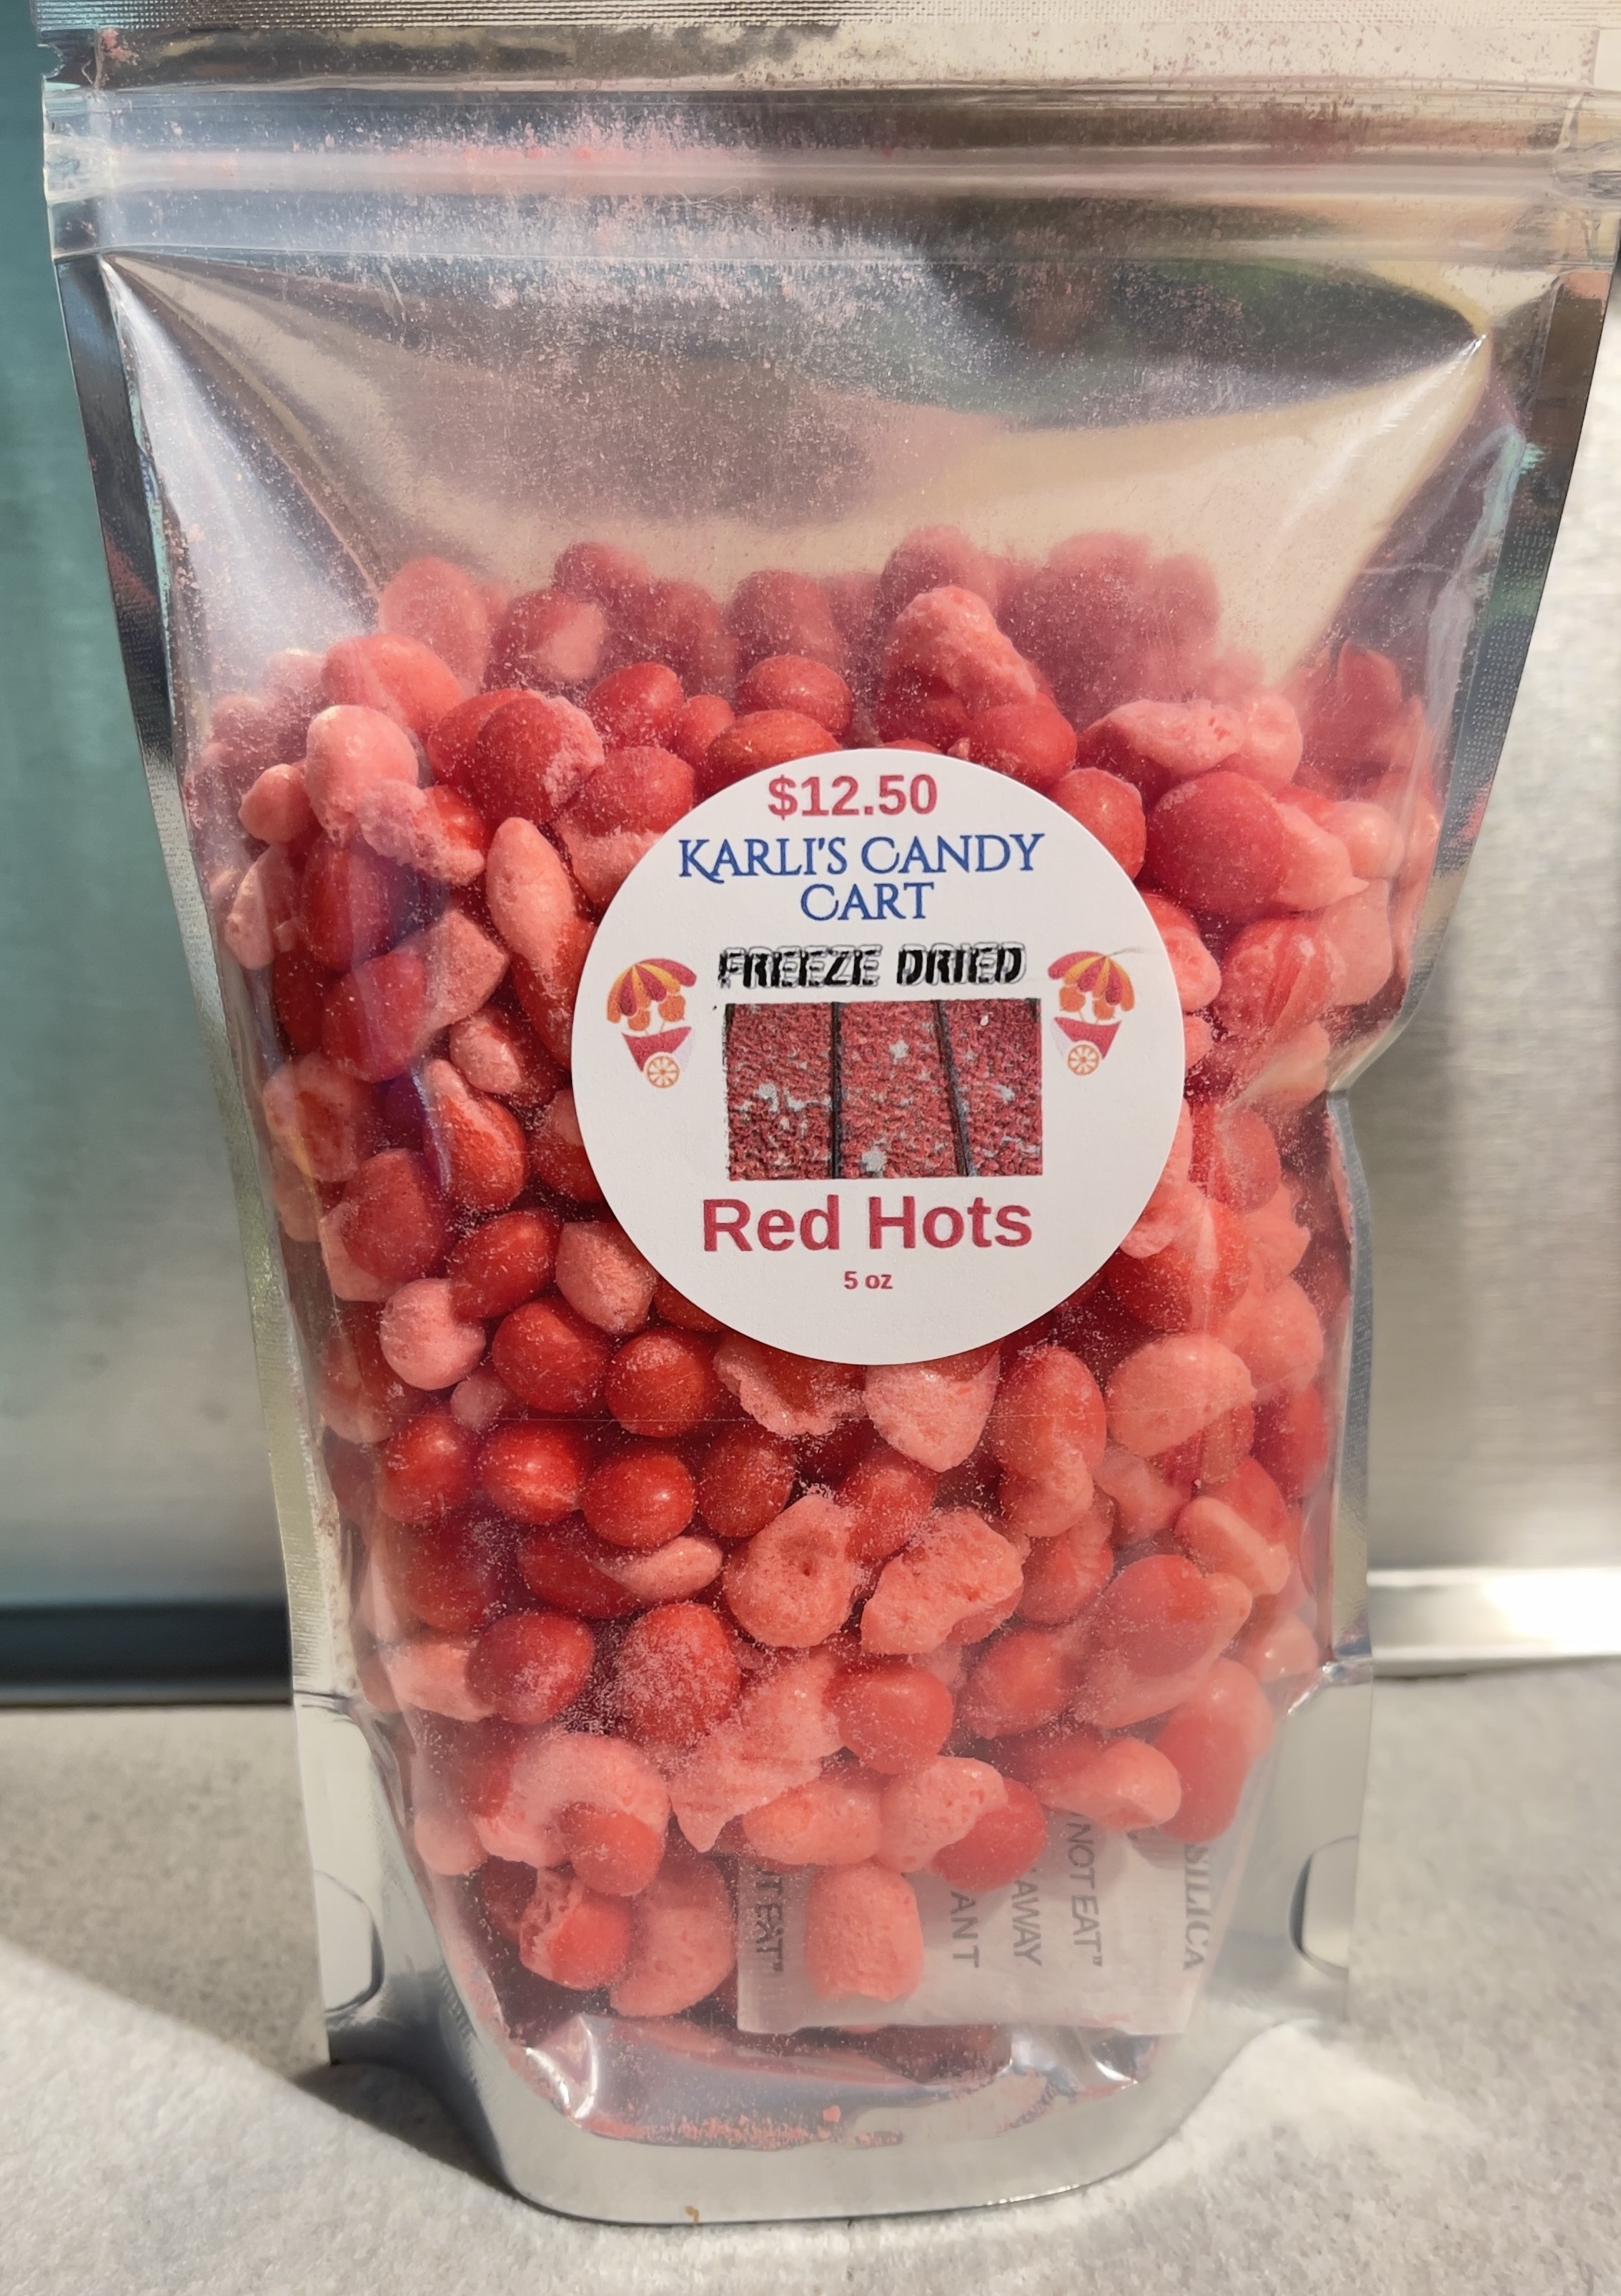 $12.50
KARLI'S CANDY
CART
FREEZE DRIED
Red Hots
5 oz
EAT"
ANT
AWAY
NOT EAT"
SILICA